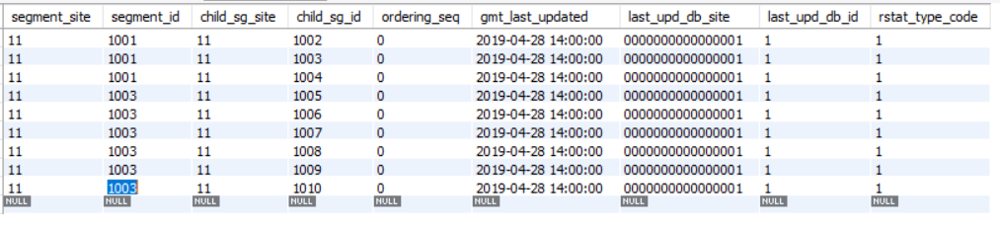 segment_site segment_id child_sg_site child_sg_id ordering_seq gmt_last_updated last_upd_db_site last_upd_db_id rstat_type_code
11 1001 11 1002 0 2019-04-28 14:00:00 0000000000000001 1 1
11 1001 11 1003 0 2019-04-28 14:00:00 0000000000000001 1 1
11 1001 11 1004 0 2019-04-28 14:00:00 0000000000000001 1 1
11 1003 11 1005 0 2019-04-28 14:00:00 0000000000000001 1 1
11 1003 11 1006 0 2019-04-28 14:00:00 0000000000000001 1 1
11 1003 11 1007 0 2019-04-28 14:00:00 0000000000000001 1 1
11 1003 11 1008 0 2019-04-28 14:00:00 0000000000000001 1 1
11 1003 11 1009 0 2019-04-28 14:00:00 0000000000000001 1 1
11 1003 11 1010 0 2019-04-28 14:00:00 0000000000000001 1 1
NULL NULL NULL NULL NULL NULL NULL NULL NULL